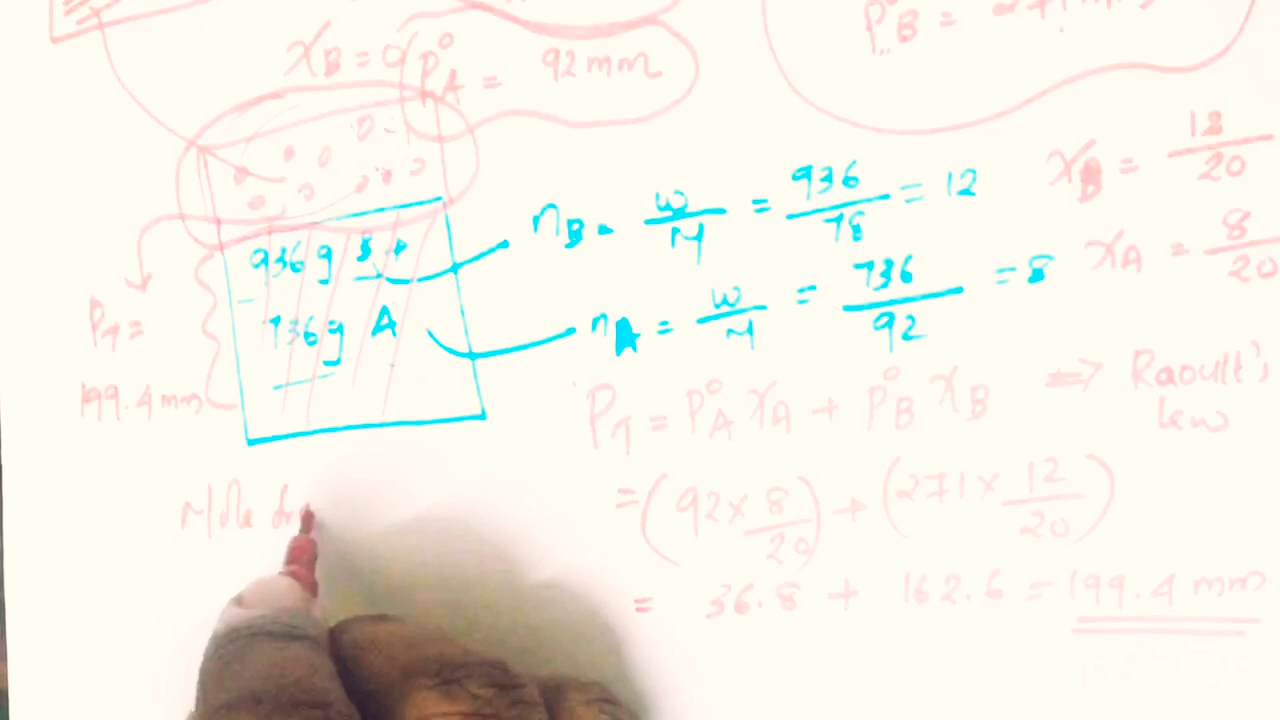 P°B =
xB = 0
P°A = 92 mm
nB = w/M = 936/78 = 12
xB = 12/20
936 g B +
736 g A
nA = w/M = 736/92 = 8
xA = 8/20
PT =
199.4 mm
PT = P°A xA + P°B xB ⇒ Raoult's
law
= (92 × 8/20) + (271 × 12/20)
= 36.8 + 162.6 = 199.4 mm
Mole